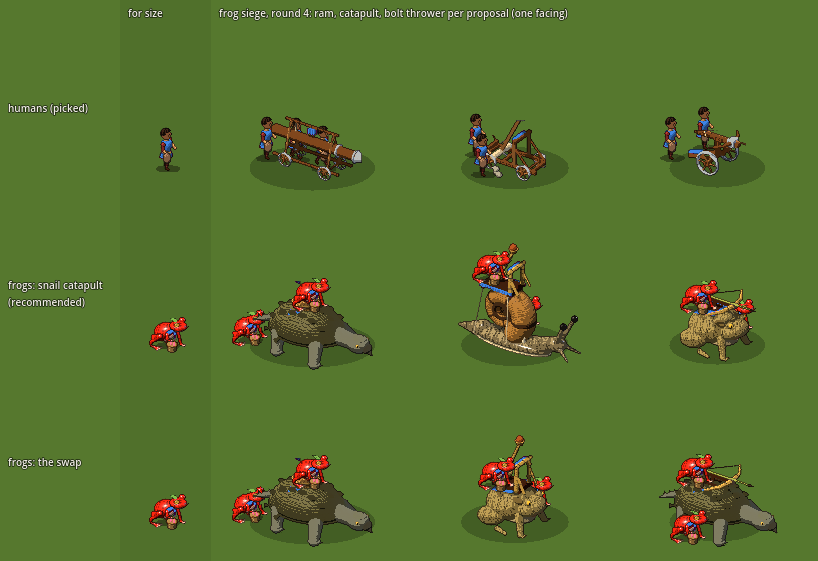 for size
frog siege, round 4: ram, catapult, bolt thrower per proposal (one facing)
humans (picked)
frogs: snail catapult
(recommended)
frogs: the swap